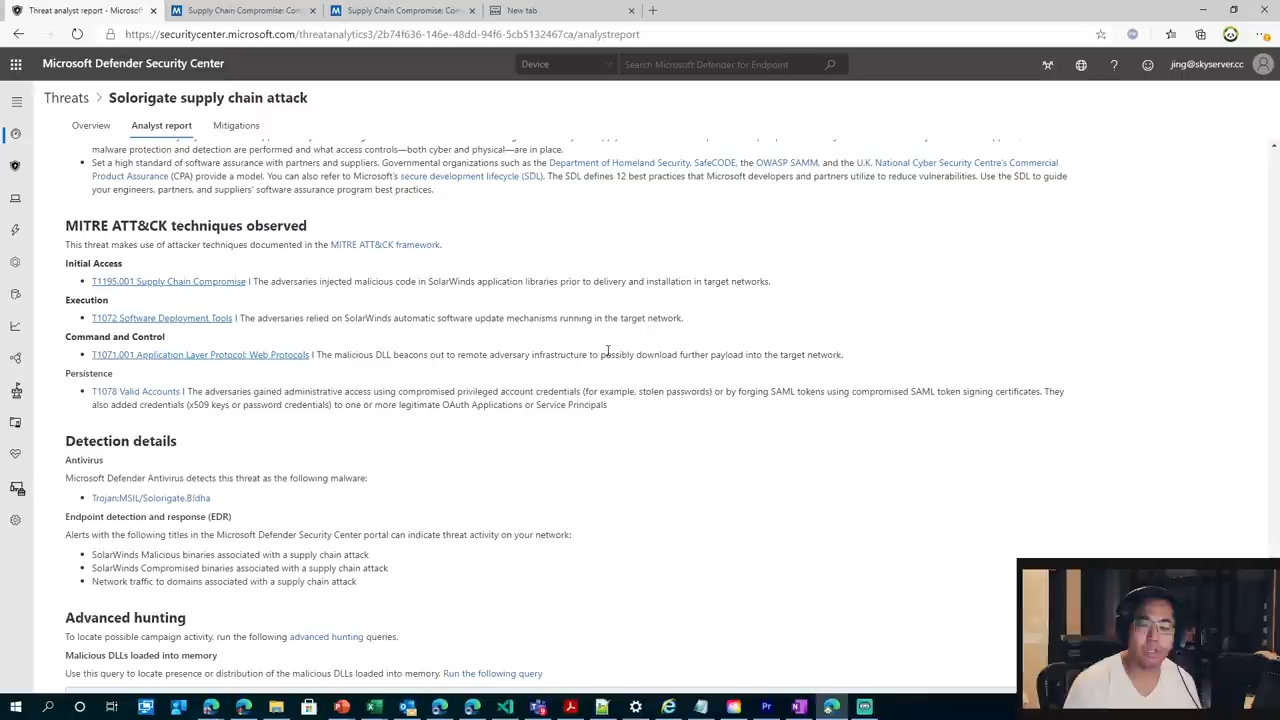 Threat analyst report - Microsoft
Supply Chain Compromise: Com
Supply Chain Compromise: Com
New tab
https://securitycenter.microsoft.com/threatanalytics3/2b74f636-146e-48dd-94f6-5cb5132467ca/analystreport
Microsoft Defender Security Center
Device
Search Microsoft Defender for Endpoint
jing@skyserver.cc
Threats > Solorigate supply chain attack
Overview
Analyst report
Mitigations
malware protection and detection are performed and what access controls—both cyber and physical—are in place.
• Set a high standard of software assurance with partners and suppliers. Governmental organizations such as the Department of Homeland Security, SafeCODE, the OWASP SAMM, and the U.K. National Cyber Security Centre's Commercial
Product Assurance (CPA) provide a model. You can also refer to Microsoft's secure development lifecycle (SDL). The SDL defines 12 best practices that Microsoft developers and partners utilize to reduce vulnerabilities. Use the SDL to guide
your engineers, partners, and suppliers' software assurance program best practices.
MITRE ATT&CK techniques observed
This threat makes use of attacker techniques documented in the MITRE ATT&CK framework.
Initial Access
• T1195.001 Supply Chain Compromise | The adversaries injected malicious code in SolarWinds application libraries prior to delivery and installation in target networks.
Execution
• T1072 Software Deployment Tools | The adversaries relied on SolarWinds automatic software update mechanisms running in the target network.
Command and Control
• T1071.001 Application Layer Protocol: Web Protocols | The malicious DLL beacons out to remote adversary infrastructure to possibly download further payload into the target network.
Persistence
• T1078 Valid Accounts | The adversaries gained administrative access using compromised privileged account credentials (for example, stolen passwords) or by forging SAML tokens using compromised SAML token signing certificates. They
also added credentials (x509 keys or password credentials) to one or more legitimate OAuth Applications or Service Principals
Detection details
Antivirus
Microsoft Defender Antivirus detects this threat as the following malware:
• Trojan:MSIL/Solorigate.B!dha
Endpoint detection and response (EDR)
Alerts with the following titles in the Microsoft Defender Security Center portal can indicate threat activity on your network:
• SolarWinds Malicious binaries associated with a supply chain attack
• SolarWinds Compromised binaries associated with a supply chain attack
• Network traffic to domains associated with a supply chain attack
Advanced hunting
To locate possible campaign activity, run the following advanced hunting queries.
Malicious DLLs loaded into memory
Use this query to locate presence or distribution of the malicious DLLs loaded into memory. Run the following query